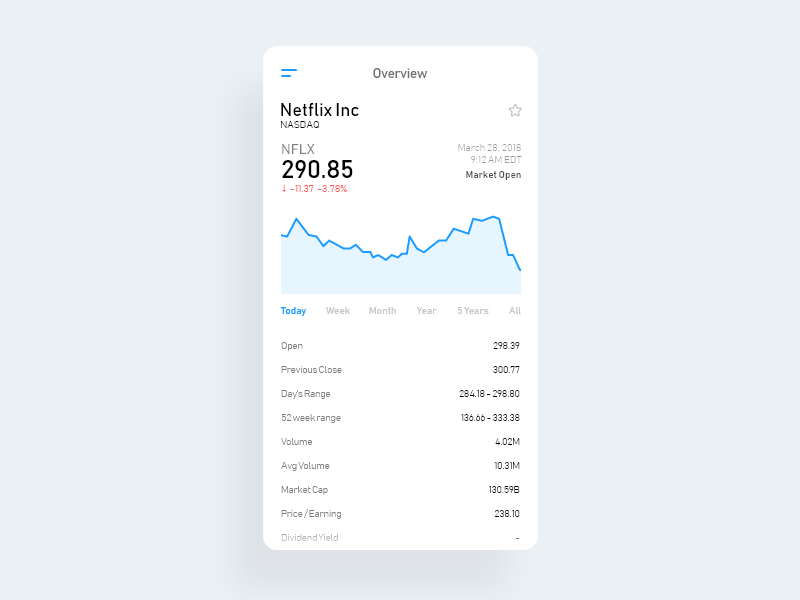 Overview
Netflix Inc
NASDAQ
NFLX
290.85
↓ -11.37 -3.78%
March 28, 2018
9:12 AM EDT
Market Open
Today Week Month Year 5 Years All
Open 298.39
Previous Close 300.77
Day's Range 284.18 - 298.80
52 week range 136.66 - 333.38
Volume 4.02M
Avg Volume 10.31M
Market Cap 130.59B
Price / Earning 238.10
Dividend Yield -